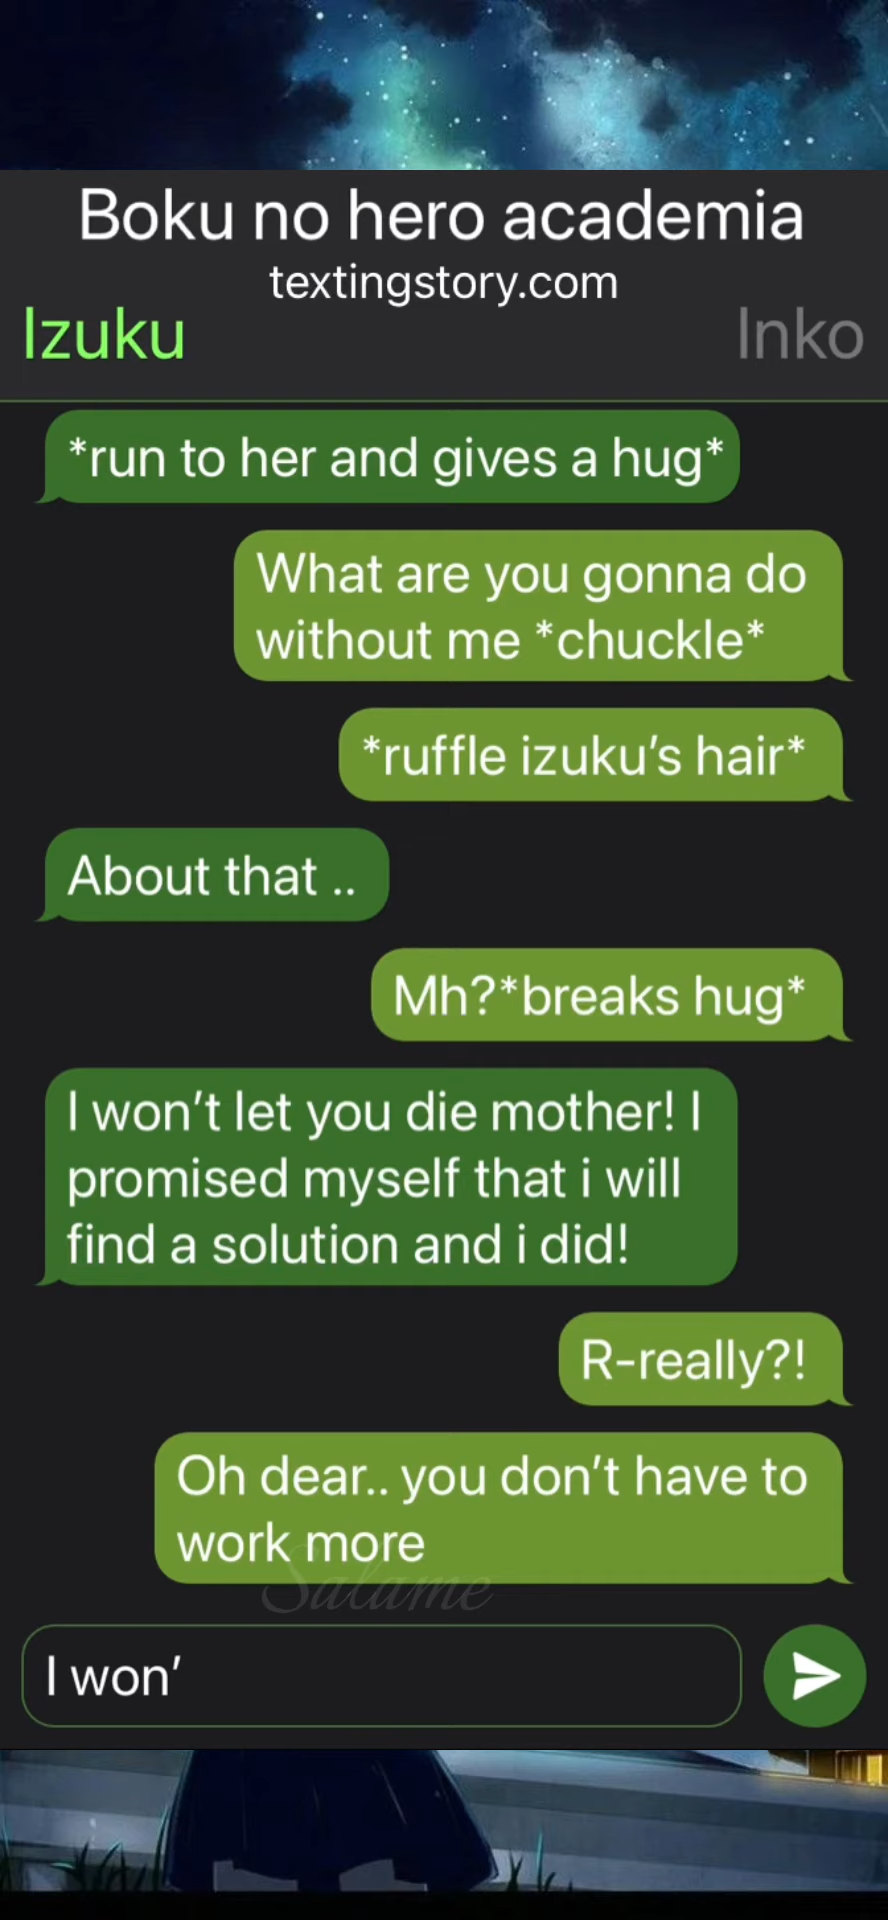 Boku no hero academia
textingstory.com
Izuku
Inko
*run to her and gives a hug*
What are you gonna do
without me *chuckle*
*ruffle izuku’s hair*
About that ..
Mh?*breaks hug*
I won’t let you die mother! I
promised myself that i will
find a solution and i did!
R-really?!
Oh dear.. you don’t have to
work more
Salame
I won’